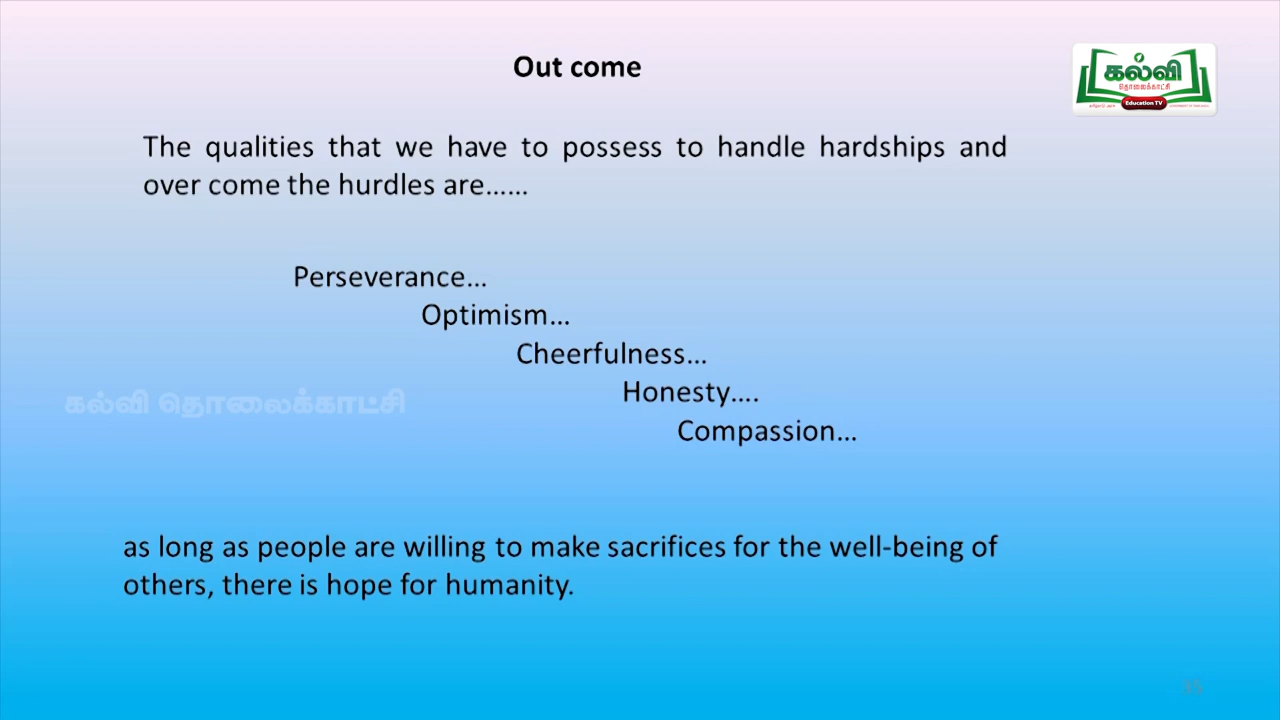 Out come
கல்வி
தொலைக்காட்சி
Education TV
The qualities that we have to possess to handle hardships and
over come the hurdles are......
Perseverance...
Optimism...
Cheerfulness...
Honesty....
கல்வி தொலைக்காட்சி
Compassion...
as long as people are willing to make sacrifices for the well-being of
others, there is hope for humanity.